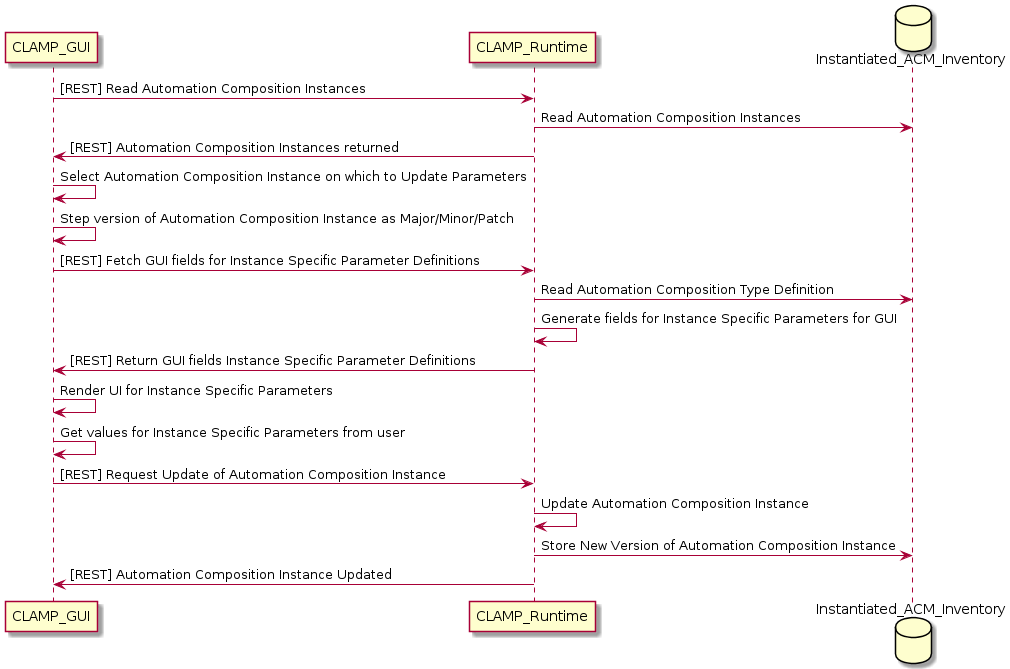 CLAMP_GUI
CLAMP_Runtime
Instantiated_ACM_Inventory
[REST] Read Automation Composition Instances
Read Automation Composition Instances
[REST] Automation Composition Instances returned
Select Automation Composition Instance on which to Update Parameters
Step version of Automation Composition Instance as Major/Minor/Patch
[REST] Fetch GUI fields for Instance Specific Parameter Definitions
Read Automation Composition Type Definition
Generate fields for Instance Specific Parameters for GUI
[REST] Return GUI fields Instance Specific Parameter Definitions
Render UI for Instance Specific Parameters
Get values for Instance Specific Parameters from user
[REST] Request Update of Automation Composition Instance
Update Automation Composition Instance
Store New Version of Automation Composition Instance
[REST] Automation Composition Instance Updated
CLAMP_GUI
CLAMP_Runtime
Instantiated_ACM_Inventory